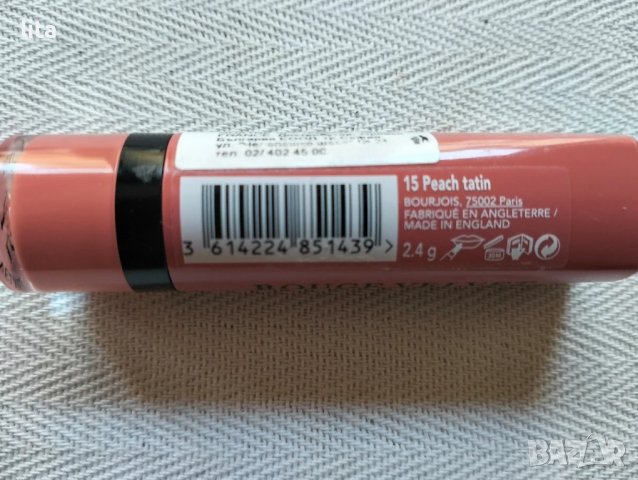 lita
тел. 02/ 402 45 00
15 Peach tatin
BOURJOIS, 75002 Paris
FABRIQUÉ EN ANGLETERRE /
MADE IN ENGLAND
2.4 g
3 614224 851439 >
ROUGE
BAZAR